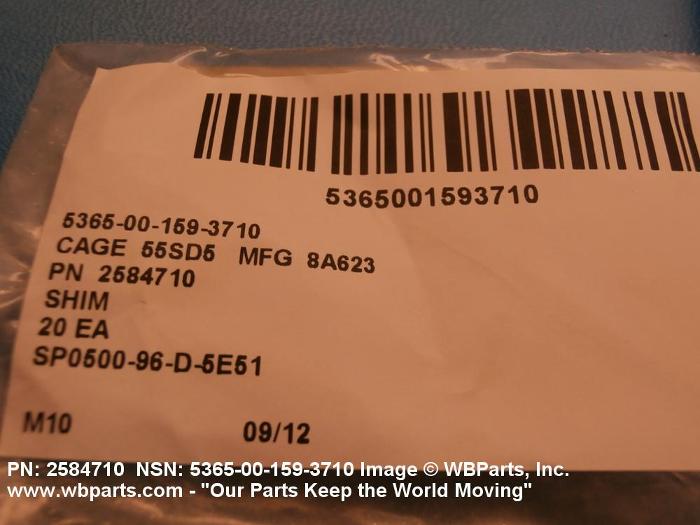 5365001593710
5365-00-159-3710
CAGE 55SD5 MFG 8A623
PN 2584710
SHIM
20 EA
SP0500-96-D-5E51
M10 09/12
PN: 2584710 NSN: 5365-00-159-3710 Image © WBParts, Inc.
www.wbparts.com - "Our Parts Keep the World Moving"